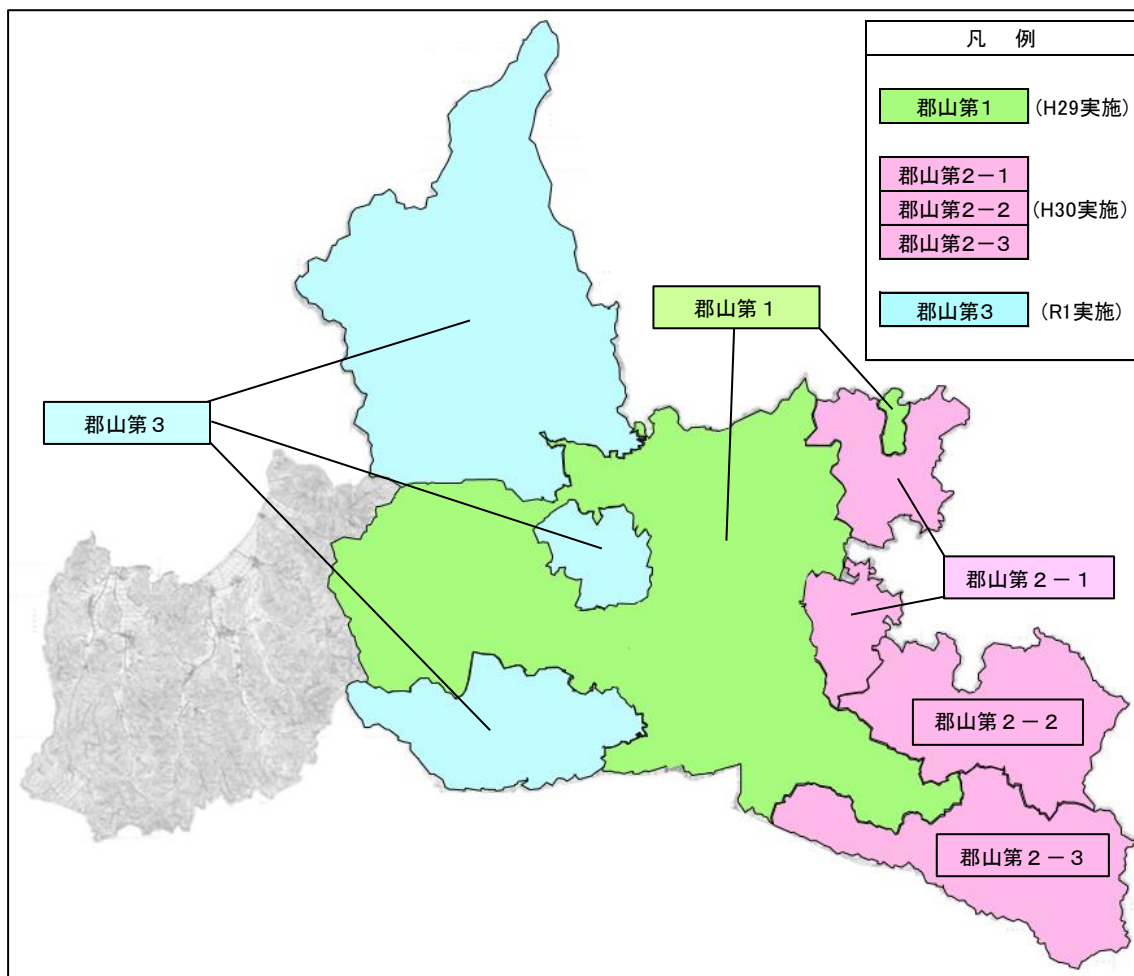 凡 例
郡山第1 (H29実施)
郡山第2-1
郡山第2-2 (H30実施)
郡山第2-3
郡山第3 (R1実施)
郡山第1
郡山第3
郡山第2-1
郡山第2-2
郡山第2-3